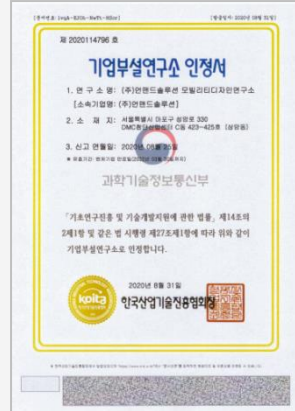 제 2020114796 호
기업부설연구소 인정서
1. 연 구 소 명: (주)언맨드솔루션 모빌리티디자인연구소
[소속기업명: (주)언맨드솔루션]
2. 소 재 지: 서울특별시 마포구 성암로 330
DMC첨단산업센터 C동 423~425호 (상암동)
3. 신고 연월일: 2020년 08월 25일
과학기술정보통신부
「기초연구진흥 및 기술개발지원에 관한 법률」 제14조의
2제1항 및 같은 법 시행령 제27조제1항에 따라 위와 같이
기업부설연구소로 인정합니다.
2020년 8월 31일
koita
한국산업기술진흥협회장